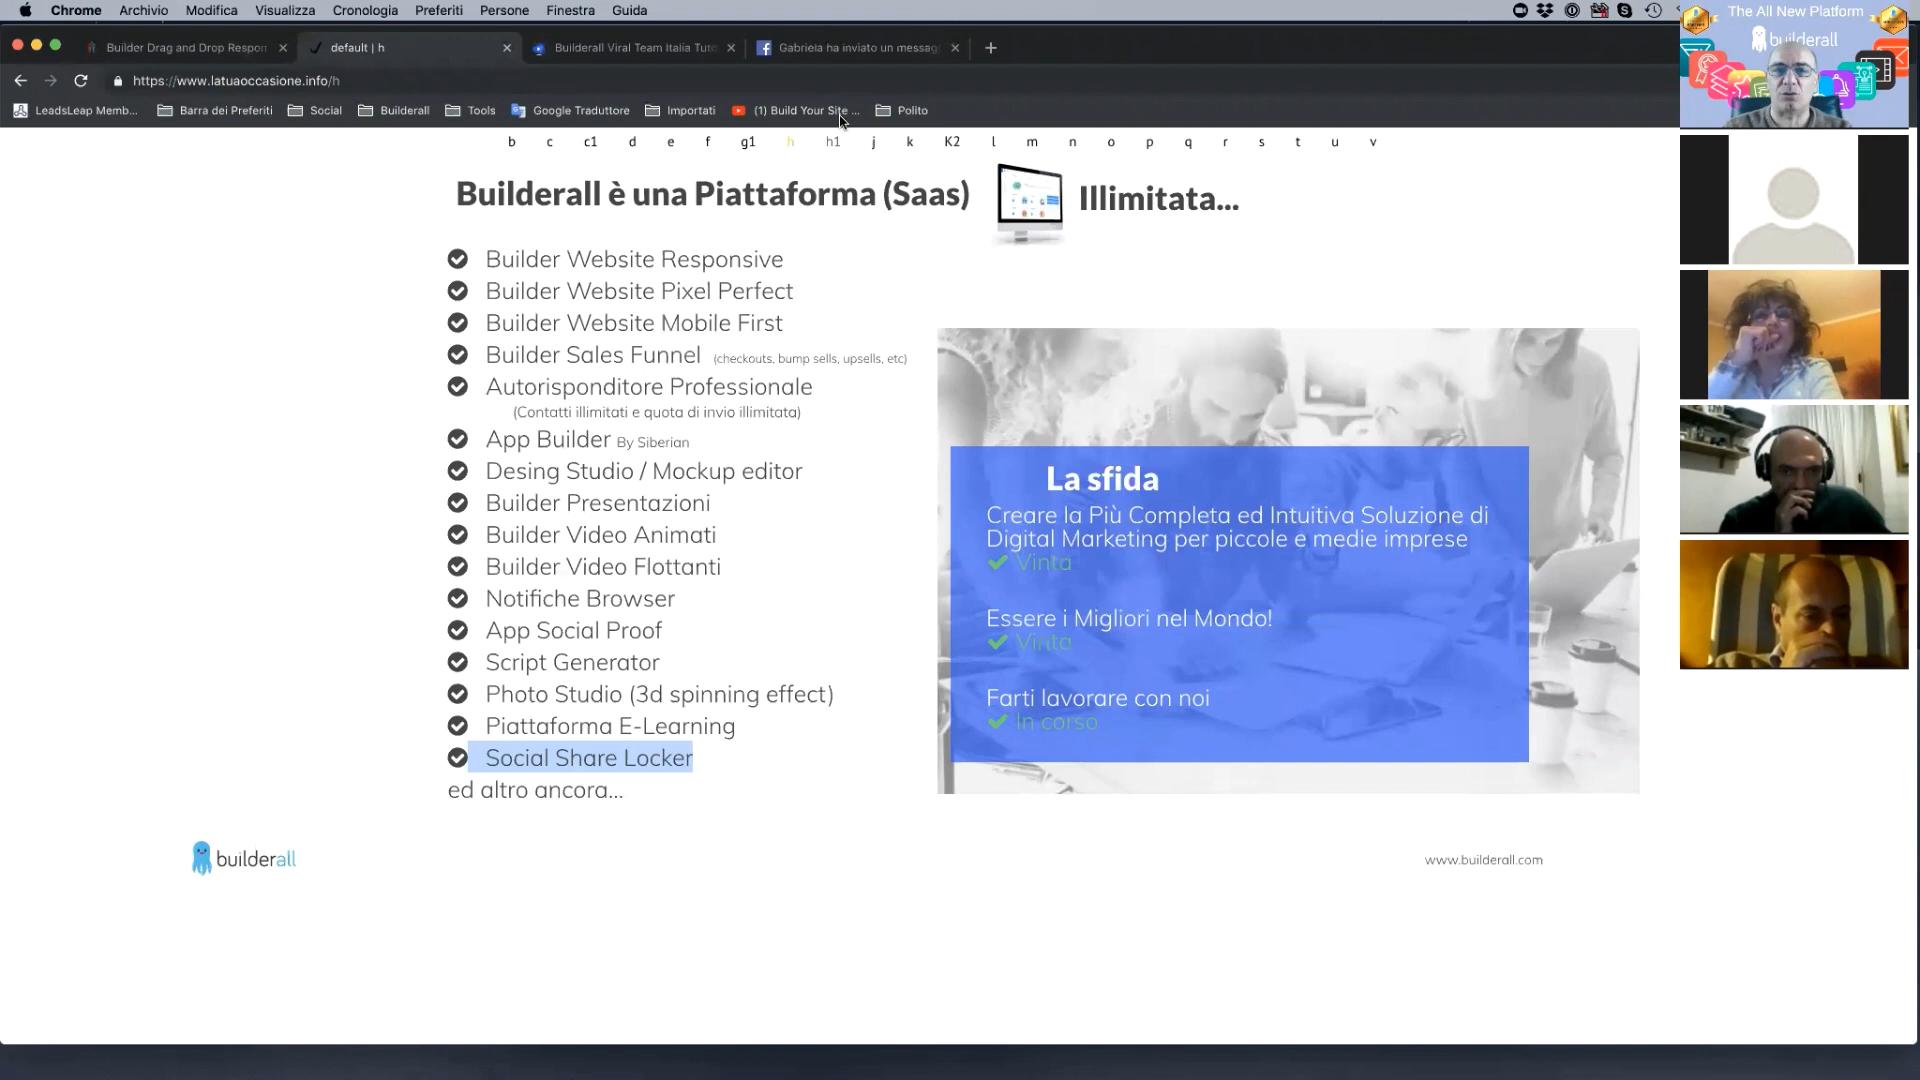 Chrome Archivio Modifica Visualizza Cronologia Preferiti Persone Finestra Guida
Builder Drag and Drop Respon
default | h
Builderall Viral Team Italia Tuto
Gabriela ha inviato un messag
https://www.latuaoccasione.info/h
LeadsLeap Memb... Barra dei Preferiti Social Builderall Tools Google Traduttore Importati (1) Build Your Site ... Polito
b c c1 d e f g1 h h1 j k K2 l m n o p q r s t u v
Builderall è una Piattaforma (Saas) Illimitata...
Builder Website Responsive
Builder Website Pixel Perfect
Builder Website Mobile First
Builder Sales Funnel (checkouts, bump sells, upsells, etc)
Autorisponditore Professionale
(Contatti illimitati e quota di invio illimitata)
App Builder By Siberian
Desing Studio / Mockup editor
Builder Presentazioni
Builder Video Animati
Builder Video Flottanti
Notifiche Browser
App Social Proof
Script Generator
Photo Studio (3d spinning effect)
Piattaforma E-Learning
Social Share Locker
ed altro ancora...
La sfida
Creare la Più Completa ed Intuitiva Soluzione di
Digital Marketing per piccole e medie imprese
Vinta
Essere i Migliori nel Mondo!
Vinta
Farti lavorare con noi
In corso
builderall
www.builderall.com
The All New Platform
builderall